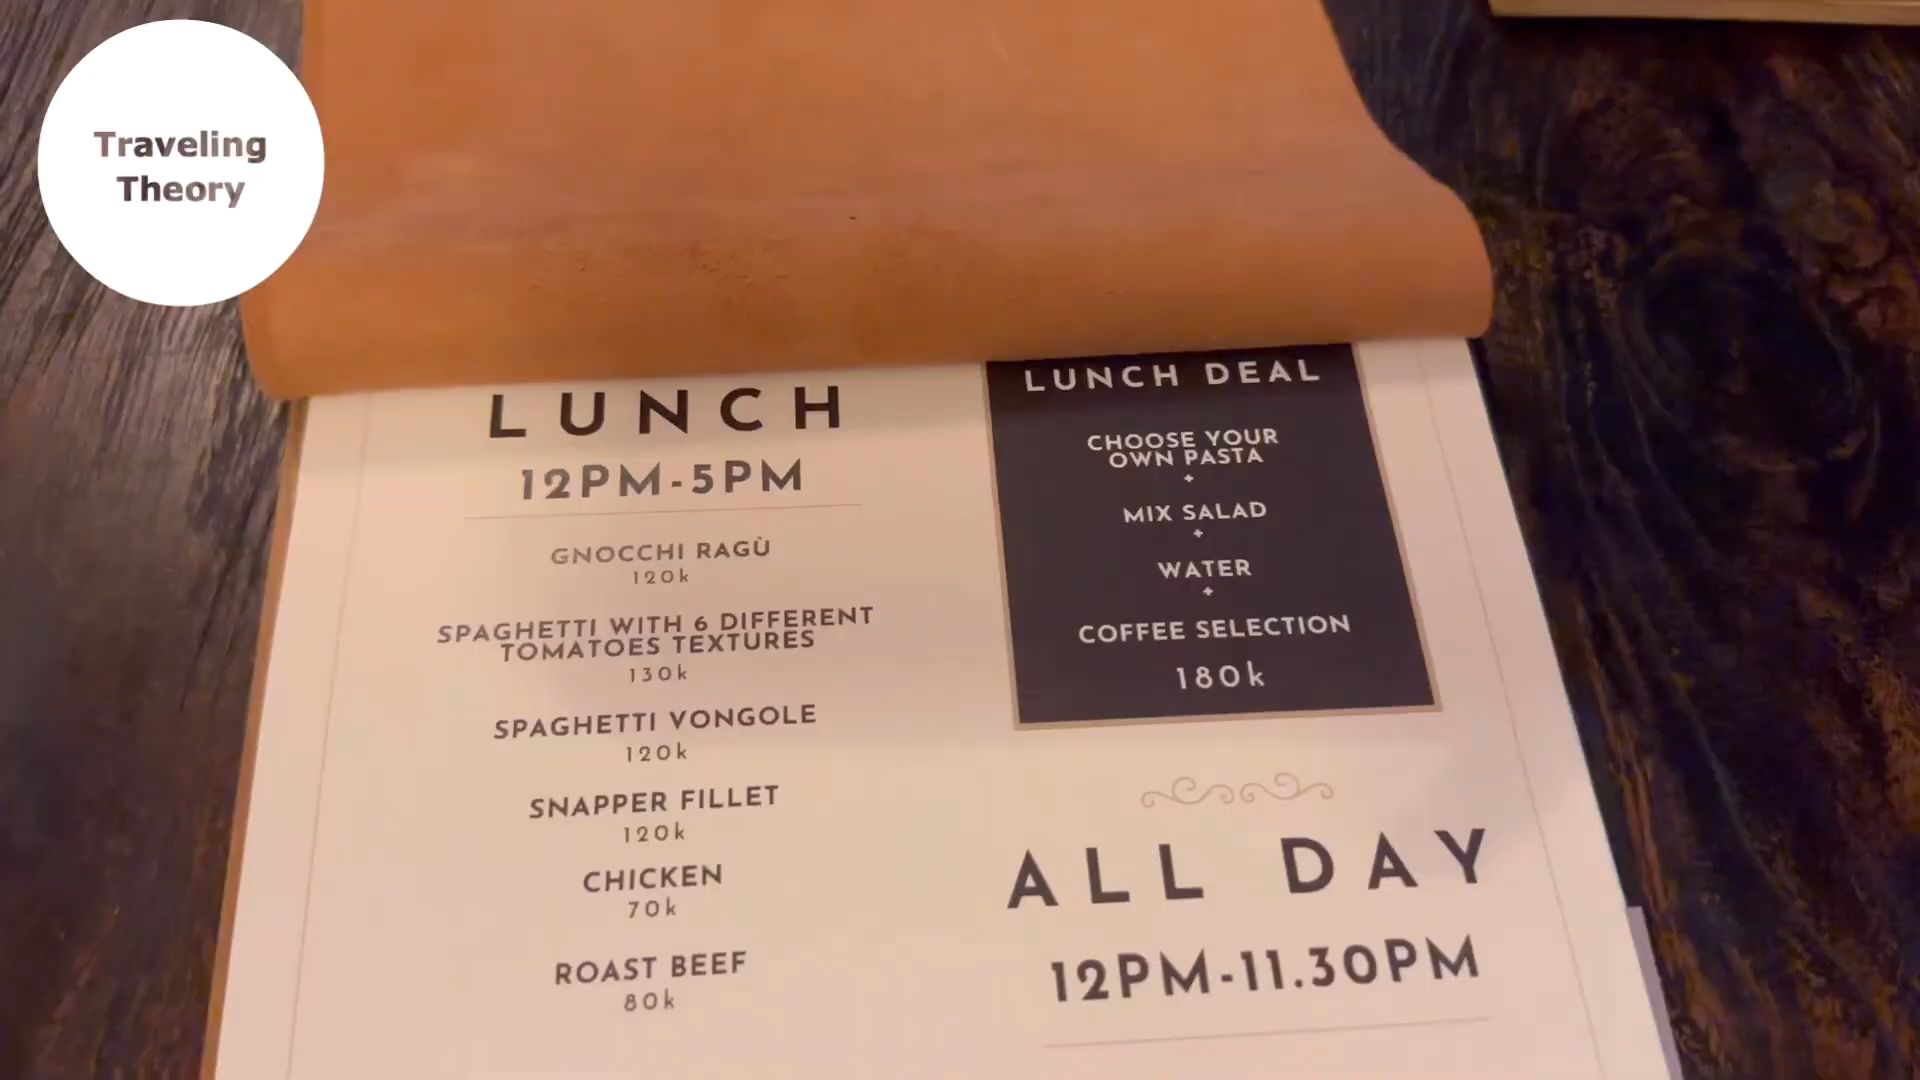 Traveling
Theory
LUNCH
12PM-5PM
GNOCCHI RAGÙ
120k
SPAGHETTI WITH 6 DIFFERENT
TOMATOES TEXTURES
130k
SPAGHETTI VONGOLE
120k
SNAPPER FILLET
120k
CHICKEN
70k
ROAST BEEF
80k
LUNCH DEAL
CHOOSE YOUR
OWN PASTA
+
MIX SALAD
+
WATER
+
COFFEE SELECTION
180k
ALL DAY
12PM-11.30PM